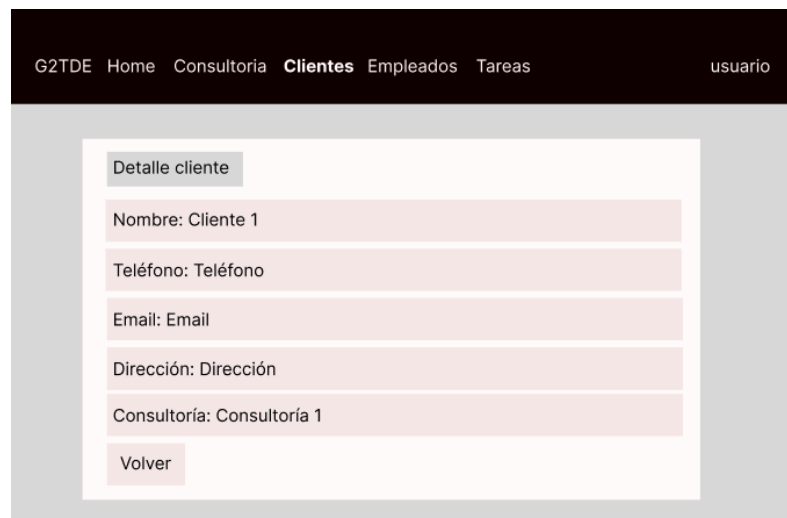 G2TDE Home Consultoria Clientes Empleados Tareas usuario
Detalle cliente
Nombre: Cliente 1
Teléfono: Teléfono
Email: Email
Dirección: Dirección
Consultoría: Consultoría 1
Volver